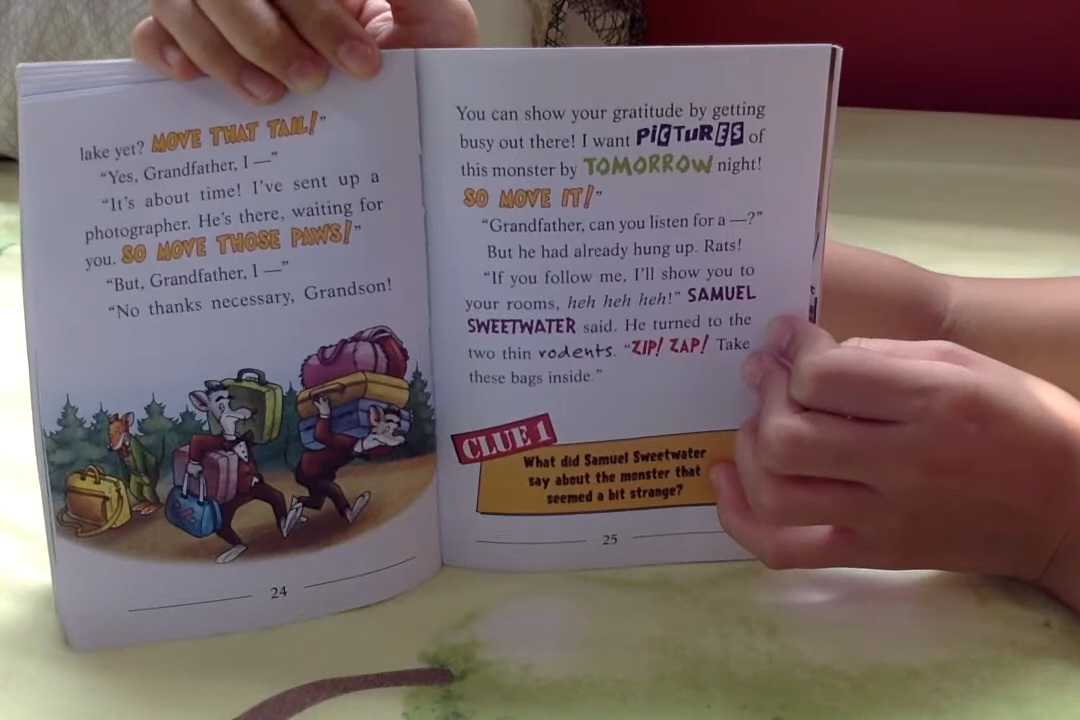 lake yet? MOVE THAT TAIL!”
“Yes, Grandfather, I —”
“It’s about time! I’ve sent up a
photographer. He’s there, waiting for
you. SO MOVE THOSE PAWS!”
“But, Grandfather, I —”
“No thanks necessary, Grandson!
24
You can show your gratitude by getting
busy out there! I want PICTURES of
this monster by TOMORROW night!
SO MOVE IT!”
“Grandfather, can you listen for a —?”
But he had already hung up. Rats!
“If you follow me, I’ll show you to
your rooms, heh heh heh!” SAMUEL
SWEETWATER said. He turned to the
two thin rodents. “ZIP! ZAP! Take
these bags inside.”
CLUE 1
What did Samuel Sweetwater
say about the monster that
seemed a bit strange?
25